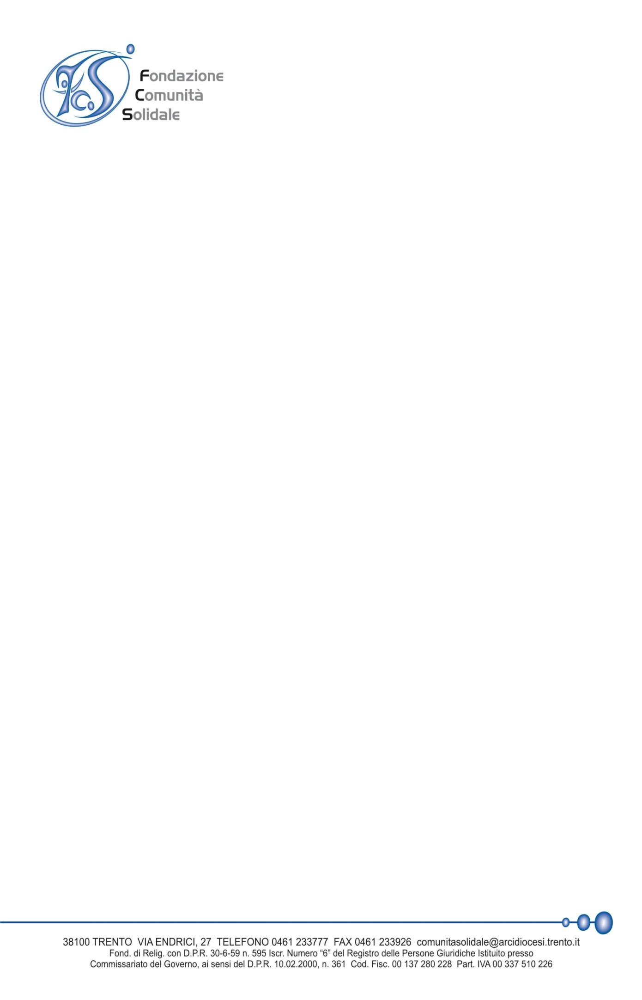 Fondazione
Comunità
Solidale
38100 TRENTO VIA ENDRICI, 27 TELEFONO 0461 233777 FAX 0461 233926 comunitasolidale@arcidiocesi.trento.it
Fond. di Relig. con D.P.R. 30-6-59 n. 595 Iscr. Numero “6” del Registro delle Persone Giuridiche Istituito presso
Commissariato del Governo, ai sensi del D.P.R. 10.02.2000, n. 361 Cod. Fisc. 00 137 280 228 Part. IVA 00 337 510 226